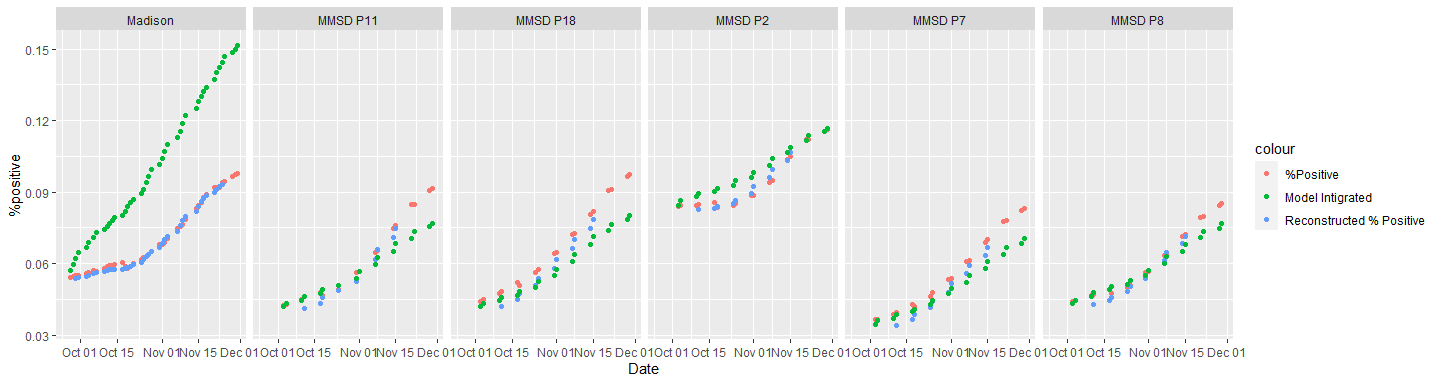 Madison
MMSD P11
MMSD P18
MMSD P2
MMSD P7
MMSD P8
%positive
0.15
0.12
0.09
0.06
0.03
Oct 01 Oct 15 Nov 01 Nov 15 Dec 01
Oct 01 Oct 15 Nov 01 Nov 15 Dec 01
Oct 01 Oct 15 Nov 01 Nov 15 Dec 01
Oct 01 Oct 15 Nov 01 Nov 15 Dec 01
Oct 01 Oct 15 Nov 01 Nov 15 Dec 01
Oct 01 Oct 15 Nov 01 Nov 15 Dec 01
Date
colour
%Positive
Model Intigrated
Reconstructed % Positive